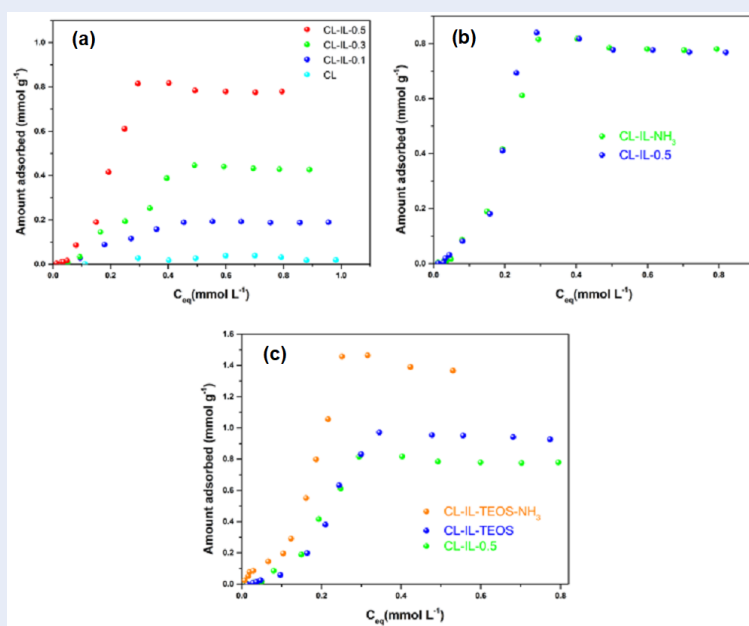 (a)
CL-IL-0.5
CL-IL-0.3
CL-IL-0.1
CL
Amount adsorbed (mmol g⁻¹)
1.0
0.8
0.6
0.4
0.2
0.0
0.0 0.2 0.4 0.6 0.8 1.0
Ceq(mmol L⁻¹)
(b)
CL-IL-NH₃
CL-IL-0.5
Amount adsorbed (mmol g⁻¹)
0.8
0.6
0.4
0.2
0.0
0.0 0.2 0.4 0.6 0.8
Ceq(mmol L⁻¹)
(c)
CL-IL-TEOS-NH₃
CL-IL-TEOS
CL-IL-0.5
Amount adsorbed (mmol g⁻¹)
1.6
1.4
1.2
1.0
0.8
0.6
0.4
0.2
0.0
0.0 0.2 0.4 0.6 0.8
Ceq(mmol L⁻¹)